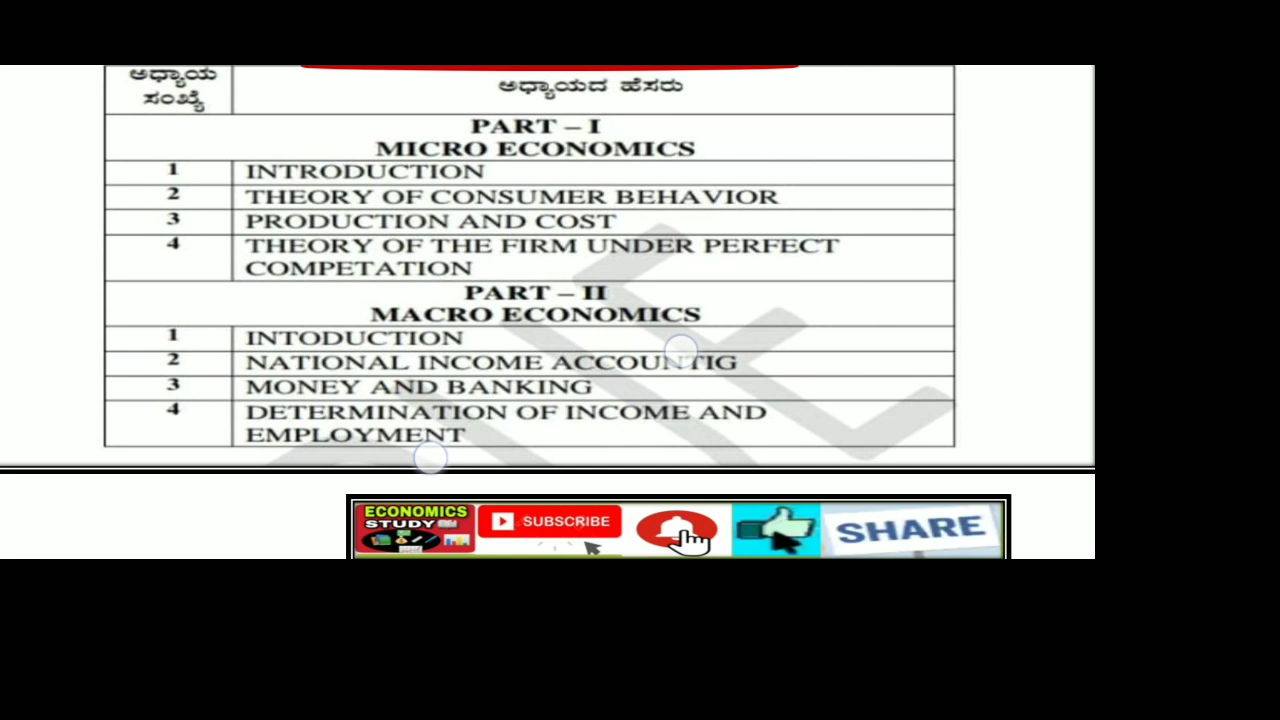 ಅಧ್ಯಾಯ
ಸಂಖ್ಯೆ
ಅಧ್ಯಾಯದ ಹೆಸರು
PART – I
MICRO ECONOMICS
1 INTRODUCTION
2 THEORY OF CONSUMER BEHAVIOR
3 PRODUCTION AND COST
4 THEORY OF THE FIRM UNDER PERFECT
COMPETATION
PART – II
MACRO ECONOMICS
1 INTODUCTION
2 NATIONAL INCOME ACCOUNTIG
3 MONEY AND BANKING
4 DETERMINATION OF INCOME AND
EMPLOYMENT
ECONOMICS
STUDY
SUBSCRIBE
SHARE